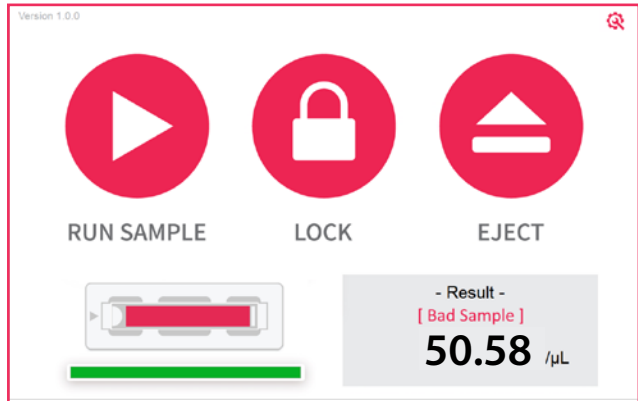 Version 1.0.0
RUN SAMPLE
LOCK
EJECT
- Result -
[ Bad Sample ]
50.58 /µL